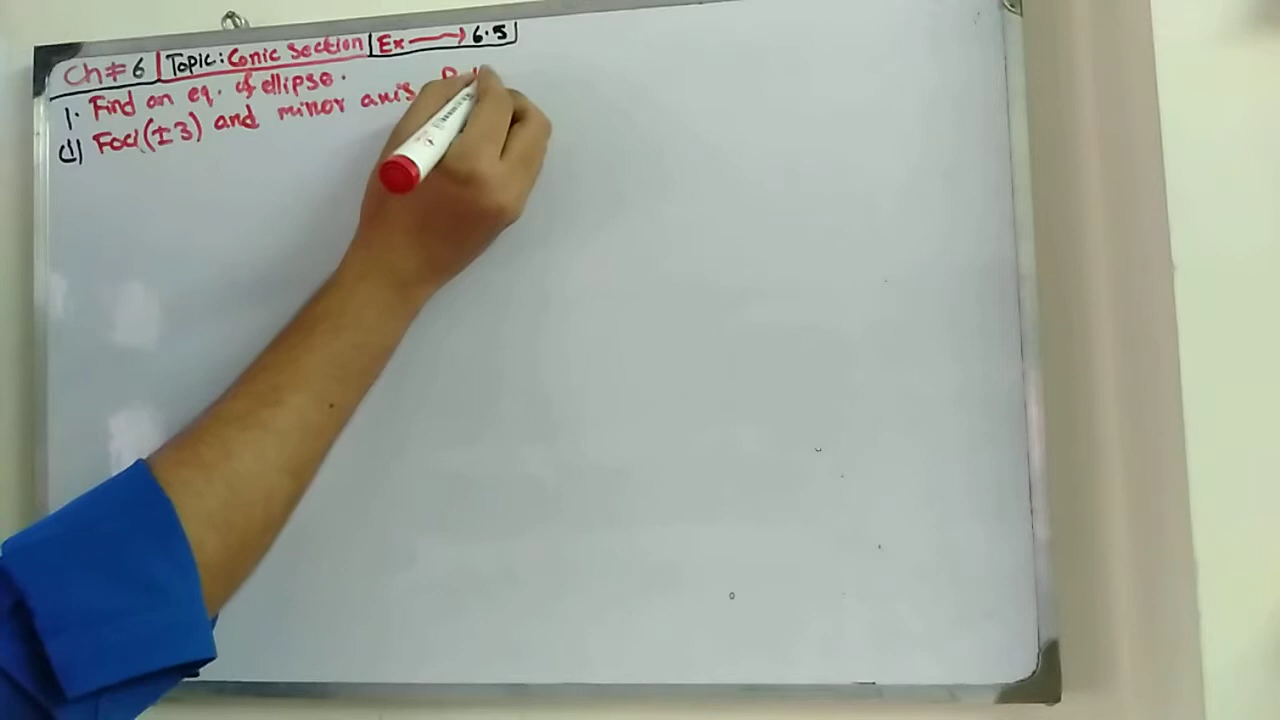 Ch # 6 | Topic: Conic Section | Ex → 6.5
1. Find an eq. of ellipse.
(i) Foci (±3) and minor axis